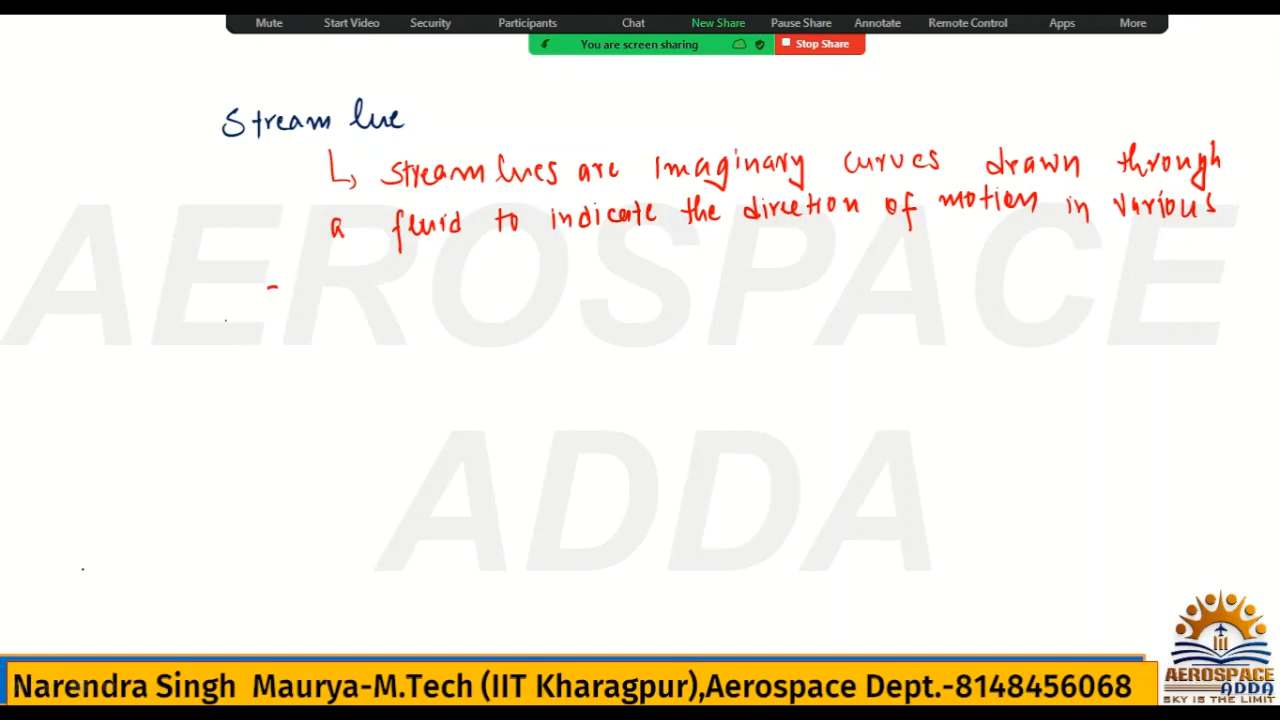 Mute Start Video Security Participants Chat New Share Pause Share Annotate Remote Control Apps More
You are screen sharing Stop Share
Stream line
↳ streamlines are imaginary curves drawn through
a fluid to indicate the direction of motion in various
AEROSPACE
ADDA
Narendra Singh Maurya-M.Tech (IIT Kharagpur),Aerospace Dept.-8148456068
AEROSPACE
ADDA
SKY IS THE LIMIT